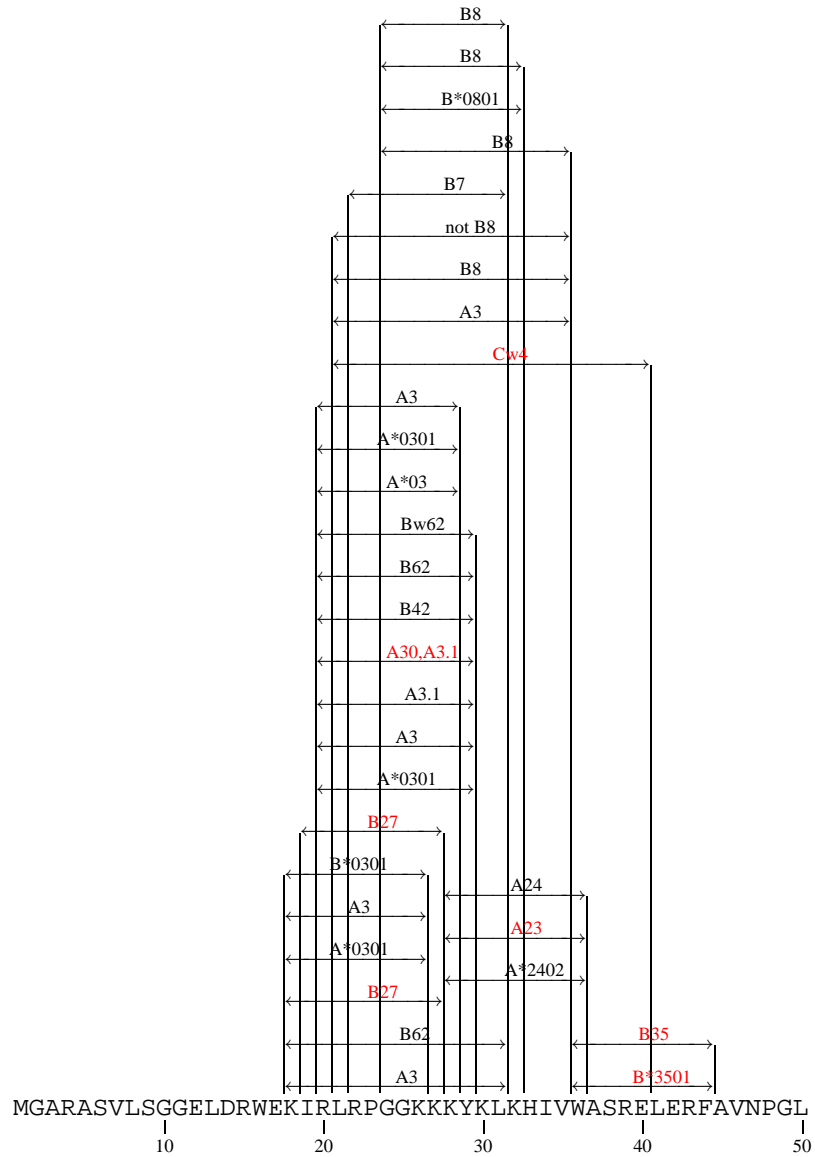 B8
B8
B*0801
B8
B7
not B8
B8
A3
Cw4
A3
A*0301
A*03
Bw62
B62
B42
A30,A3.1
A3.1
A3
A*0301
B27
B*0301
A24
A3
A23
A*0301
A*2402
B27
B62 B35
A3 B*3501
MGARASVLSGGELDRWEKIRLRPGGKKKYKLKHIVWASRELERFAVNPGL
10 20 30 40 50